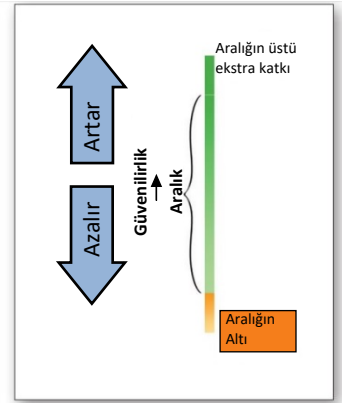 Aralığın üstü
ekstra katkı
Artar
Azalır
Güvenilirlik
Aralık
Aralığın
Altı